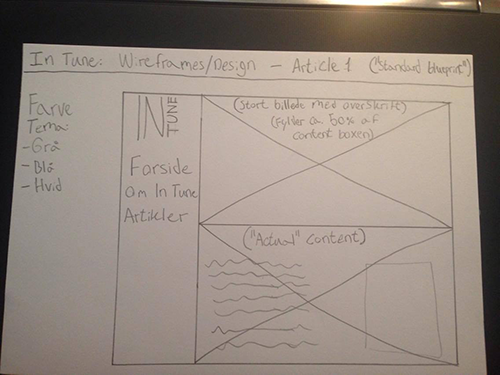 In Tune: Wireframes/Design – Article 1 ("Standard blueprint")
Farve
Tema:
- Grå
- Blå
- Hvid
IN TUNE
Forside
Om In Tune
Artikler
(Stort billede med overskrift)
(Fylder ca. 50% af
content boxen)
("Actual" content)